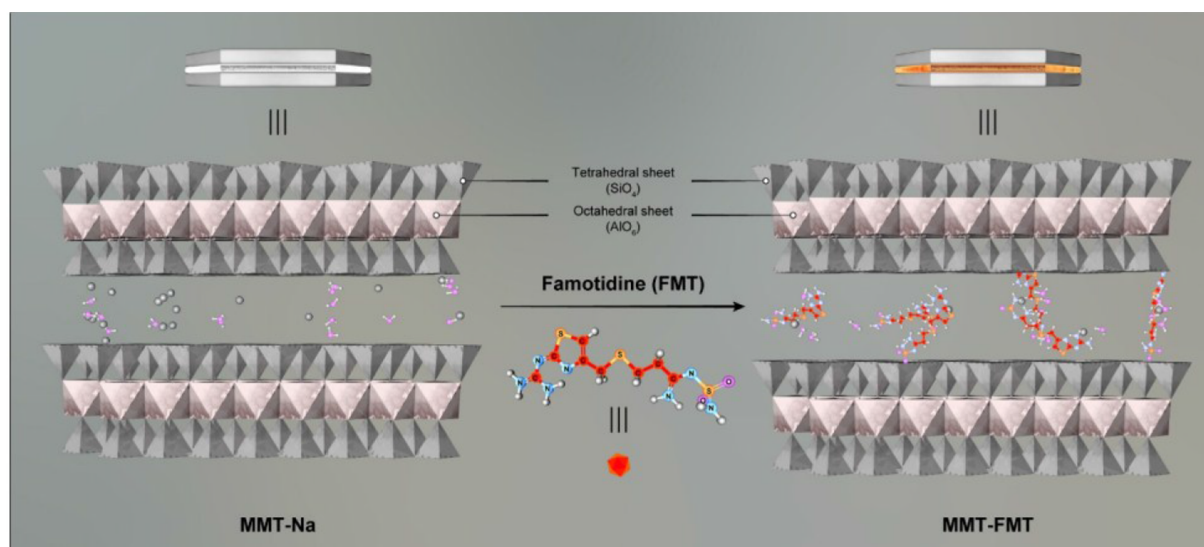 Tetrahedral sheet
(SiO₄)
Octahedral sheet
(AlO₆)
Famotidine (FMT)
S
C
C
N
C
N
C
N
N
C
S
C
C
C
N
N
S
O
O
N
MMT-Na
MMT-FMT